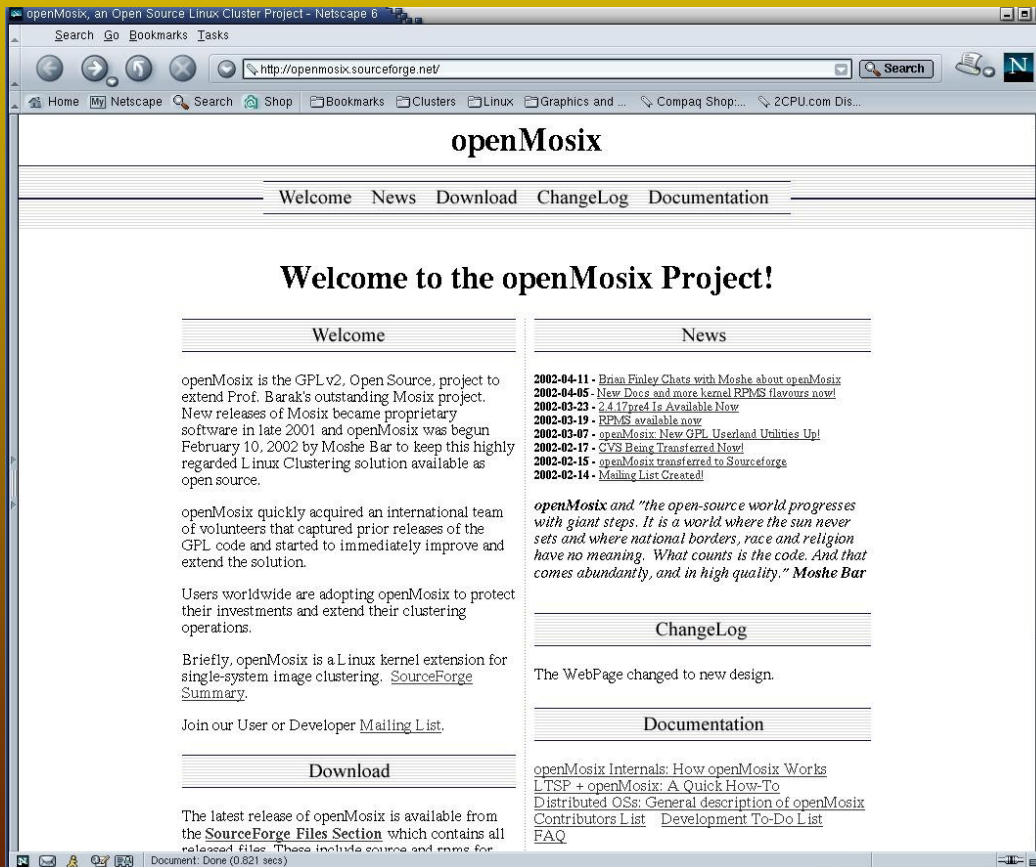 openMosix, an Open Source Linux Cluster Project - Netscape 6
Search Go Bookmarks Tasks
http://openmosix.sourceforge.net/
Search
N
Home My Netscape Search Shop Bookmarks Clusters Linux Graphics and ... Compaq Shop:... 2CPU.com Dis...
openMosix
Welcome News Download ChangeLog Documentation
Welcome to the openMosix Project!
Welcome
openMosix is the GPLv2, Open Source, project to
extend Prof. Barak's outstanding Mosix project.
New releases of Mosix became proprietary
software in late 2001 and openMosix was begun
February 10, 2002 by Moshe Bar to keep this highly
regarded Linux Clustering solution available as
open source.
openMosix quickly acquired an international team
of volunteers that captured prior releases of the
GPL code and started to immediately improve and
extend the solution.
Users worldwide are adopting openMosix to protect
their investments and extend their clustering
operations.
Briefly, openMosix is a Linux kernel extension for
single-system image clustering. SourceForge
Summary.
Join our User or Developer Mailing List.
Download
The latest release of openMosix is available from
the SourceForge Files Section which contains all
released files. These include source and rpms for
News
2002-04-11 - Brian Finley Chats with Moshe about openMosix
2002-04-05 - New Docs and more kernel RPMS flavours now!
2002-03-23 - 2.4.17pre4 Is Available Now
2002-03-19 - RPMS available now
2002-03-07 - openMosix: New GPL Userland Utilities Up!
2002-02-17 - CVS Being Transferred Now!
2002-02-15 - openMosix transferred to Sourceforge
2002-02-14 - Mailing List Created!
openMosix and "the open-source world progresses
with giant steps. It is a world where the sun never
sets and where national borders, race and religion
have no meaning. What counts is the code. And that
comes abundantly, and in high quality." Moshe Bar
ChangeLog
The WebPage changed to new design.
Documentation
openMosix Internals: How openMosix Works
LTSP + openMosix: A Quick How-To
Distributed OSs: General description of openMosix
Contributors List Development To-Do List
FAQ
Document: Done (0.821 secs)